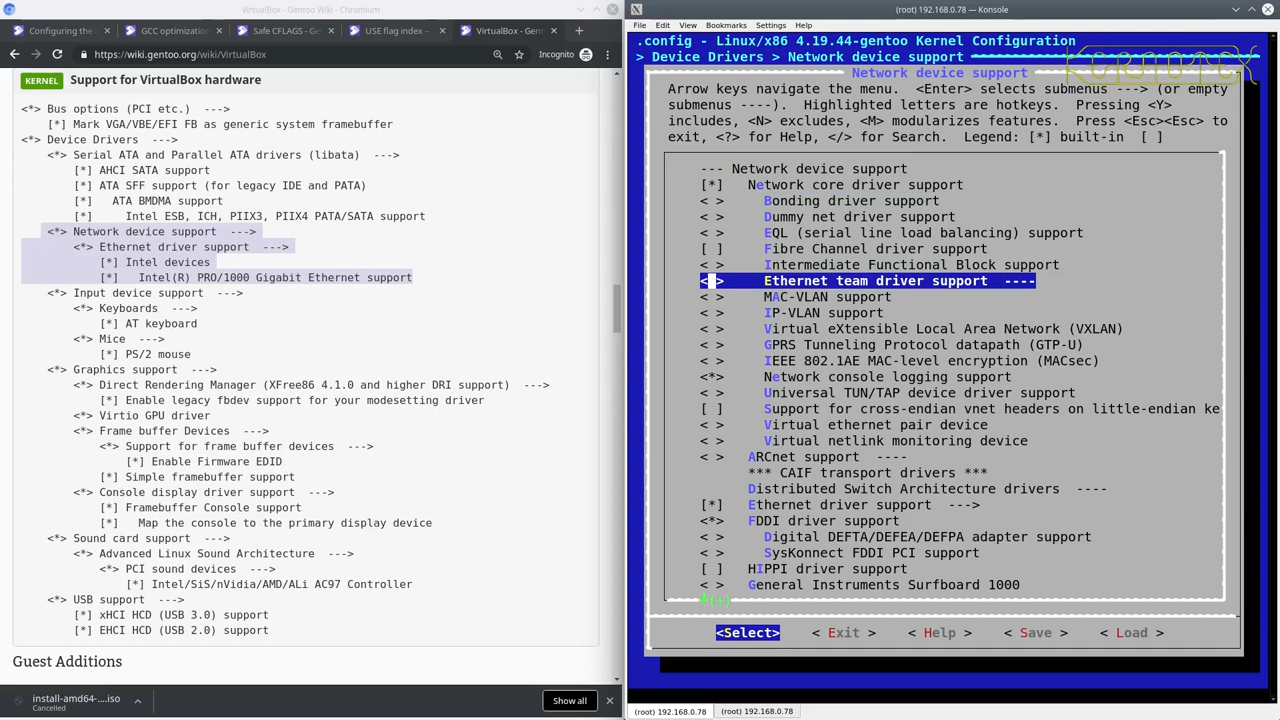 VirtualBox - Gentoo Wiki - Chromium
Configuring the
GCC optimization
Safe CFLAGS - G
USE flag index -
VirtualBox - Gent
https://wiki.gentoo.org/wiki/VirtualBox
Incognito
KERNEL Support for VirtualBox hardware
<*> Bus options (PCI etc.) --->
[*] Mark VGA/VBE/EFI FB as generic system framebuffer
<*> Device Drivers --->
<*> Serial ATA and Parallel ATA drivers (libata) --->
[*] AHCI SATA support
[*] ATA SFF support (for legacy IDE and PATA)
[*] ATA BMDMA support
[*] Intel ESB, ICH, PIIX3, PIIX4 PATA/SATA support
<*> Network device support --->
<*> Ethernet driver support --->
[*] Intel devices
[*] Intel(R) PRO/1000 Gigabit Ethernet support
<*> Input device support --->
<*> Keyboards --->
[*] AT keyboard
<*> Mice --->
[*] PS/2 mouse
<*> Graphics support --->
<*> Direct Rendering Manager (XFree86 4.1.0 and higher DRI support) --->
[*] Enable legacy fbdev support for your modesetting driver
<*> Virtio GPU driver
<*> Frame buffer Devices --->
<*> Support for frame buffer devices --->
[*] Enable Firmware EDID
[*] Simple framebuffer support
<*> Console display driver support --->
[*] Framebuffer Console support
[*] Map the console to the primary display device
<*> Sound card support --->
<*> Advanced Linux Sound Architecture --->
<*> PCI sound devices --->
[*] Intel/SiS/nVidia/AMD/ALi AC97 Controller
<*> USB support --->
[*] xHCI HCD (USB 3.0) support
[*] EHCI HCD (USB 2.0) support
Guest Additions
install-amd64-....iso
Cancelled
Show all
(root) 192.168.0.78 — Konsole
File Edit View Bookmarks Settings Help
.config - Linux/x86 4.19.44-gentoo Kernel Configuration
> Device Drivers > Network device support
Network device support
Arrow keys navigate the menu. <Enter> selects submenus ---> (or empty
submenus ----). Highlighted letters are hotkeys. Pressing <Y>
includes, <N> excludes, <M> modularizes features. Press <Esc><Esc> to
exit, <?> for Help, </> for Search. Legend: [*] built-in [ ]
--- Network device support
[*] Network core driver support
< > Bonding driver support
< > Dummy net driver support
< > EQL (serial line load balancing) support
[ ] Fibre Channel driver support
< > Intermediate Functional Block support
< > Ethernet team driver support ----
< > MAC-VLAN support
< > IP-VLAN support
< > Virtual eXtensible Local Area Network (VXLAN)
< > GPRS Tunneling Protocol datapath (GTP-U)
< > IEEE 802.1AE MAC-level encryption (MACsec)
<*> Network console logging support
< > Universal TUN/TAP device driver support
[ ] Support for cross-endian vnet headers on little-endian ke
< > Virtual ethernet pair device
< > Virtual netlink monitoring device
< > ARCnet support ----
*** CAIF transport drivers ***
Distributed Switch Architecture drivers ----
[*] Ethernet driver support --->
<*> FDDI driver support
< > Digital DEFTA/DEFEA/DEFPA adapter support
< > SysKonnect FDDI PCI support
[ ] HIPPI driver support
< > General Instruments Surfboard 1000
(+)
<Select> < Exit > < Help > < Save > < Load >
(root) 192.168.0.78 (root) 192.168.0.78